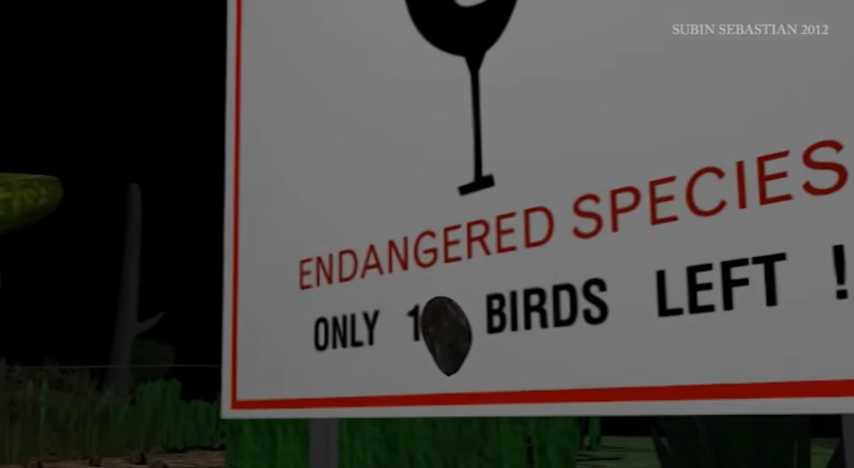 SUBIN SEBASTIAN 2012
ENDANGERED SPECIES
ONLY 1 BIRDS LEFT !